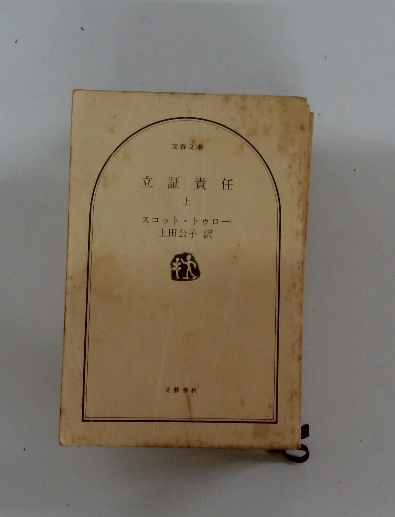 文春文庫
立証責任
上
スコット・トゥロー
上田公子 訳
文藝春秋